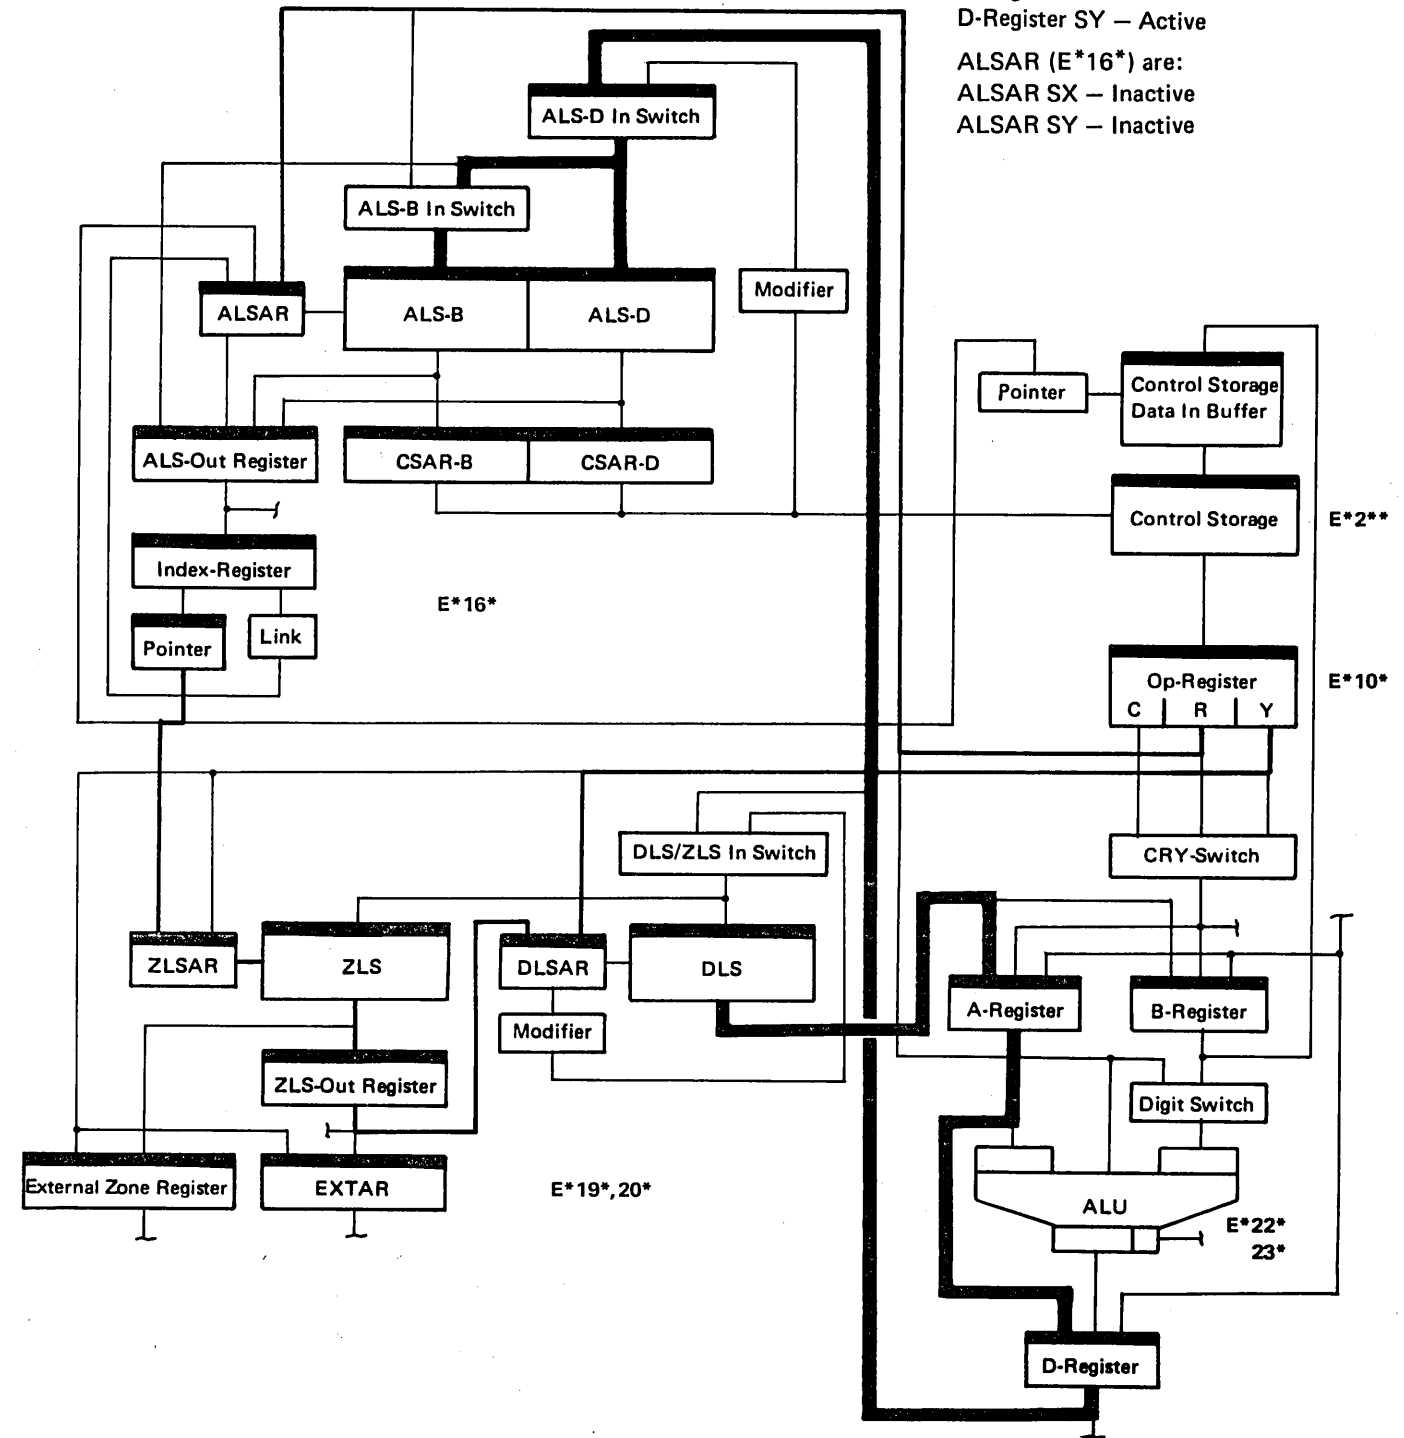 D-Register SY — Active
ALSAR (E*16*) are:
ALSAR SX — Inactive
ALSAR SY — Inactive
ALS-D In Switch
ALS-B In Switch
ALSAR
ALS-B
ALS-D
Modifier
Pointer
Control Storage
Data In Buffer
ALS-Out Register
CSAR-B
CSAR-D
Control Storage
E*2**
Index-Register
E*16*
Pointer
Link
Op-Register
E*10*
C
R
Y
DLS/ZLS In Switch
CRY-Switch
ZLSAR
ZLS
DLSAR
DLS
A-Register
B-Register
Modifier
ZLS-Out Register
Digit Switch
External Zone Register
EXTAR
E*19*, 20*
ALU
E*22*
23*
D-Register